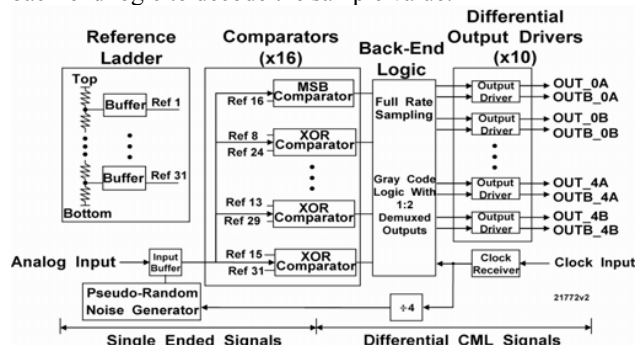 back-end logic to decode the sample value.
Reference
Ladder
Top
Buffer
Ref 1
Buffer
Ref 31
Bottom
Comparators
(x16)
Ref 16
MSB
Comparator
Ref 8
Ref 24
XOR
Comparator
Ref 13
Ref 29
XOR
Comparator
Ref 15
Ref 31
XOR
Comparator
Back-End
Logic
Full Rate
Sampling
Gray Code
Logic With
1:2
Demuxed
Outputs
Differential
Output Drivers
(x10)
Output
Driver
OUT_0A
OUTB_0A
Output
Driver
OUT_0B
OUTB_0B
Output
Driver
OUT_4A
OUTB_4A
Output
Driver
OUT_4B
OUTB_4B
Analog Input
Input
Buffer
Clock
Receiver
Clock Input
Pseudo-Random
Noise Generator
÷4
21772v2
Single Ended Signals
Differential CML Signals